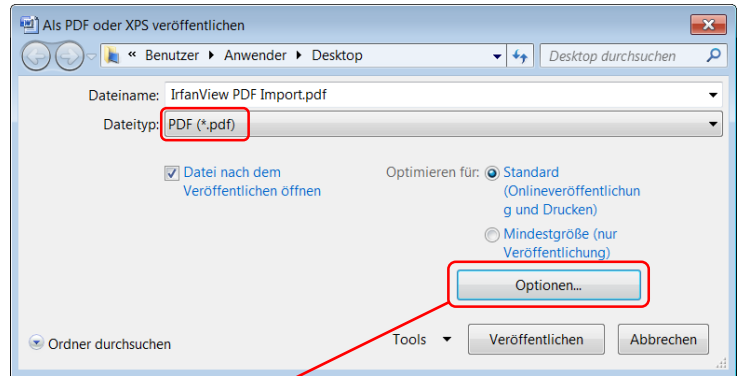 Als PDF oder XPS veröffentlichen
« Benutzer Anwender Desktop
Desktop durchsuchen
Dateiname: IrfanView PDF Import.pdf
Dateityp: PDF (*.pdf)
Datei nach dem
Veröffentlichen öffnen
Optimieren für: Standard
(Onlineveröffentlichun
g und Drucken)
Mindestgröße (nur
Veröffentlichung)
Optionen...
Ordner durchsuchen
Tools
Veröffentlichen
Abbrechen